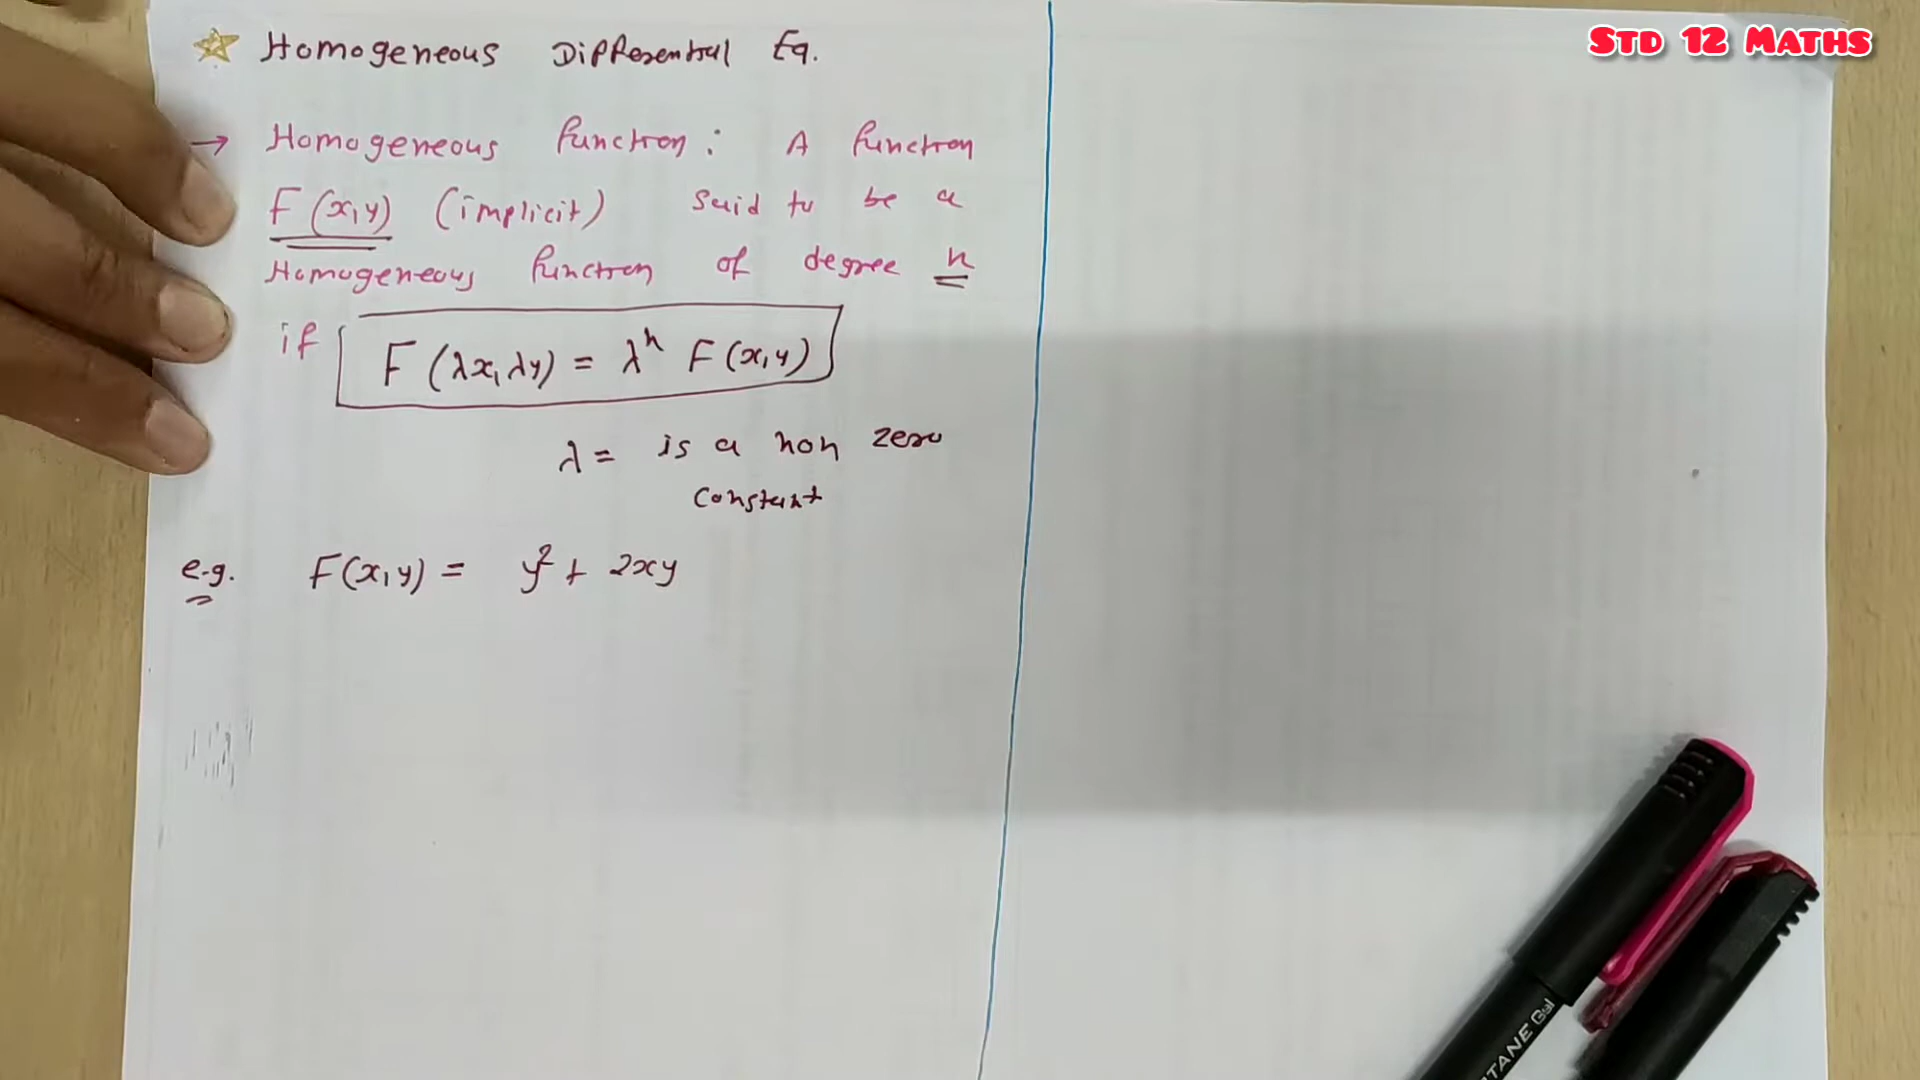 ☆ Homogeneous Differential Eq.
→ Homogeneous function : A function
F(x,y) (implicit) said to be a
Homogeneous function of degree n
if F(λx,λy) = λⁿ F(x,y)
λ = is a non zero
constant
e.g. F(x,y) = y² + 2xy
STD 12 MATHS